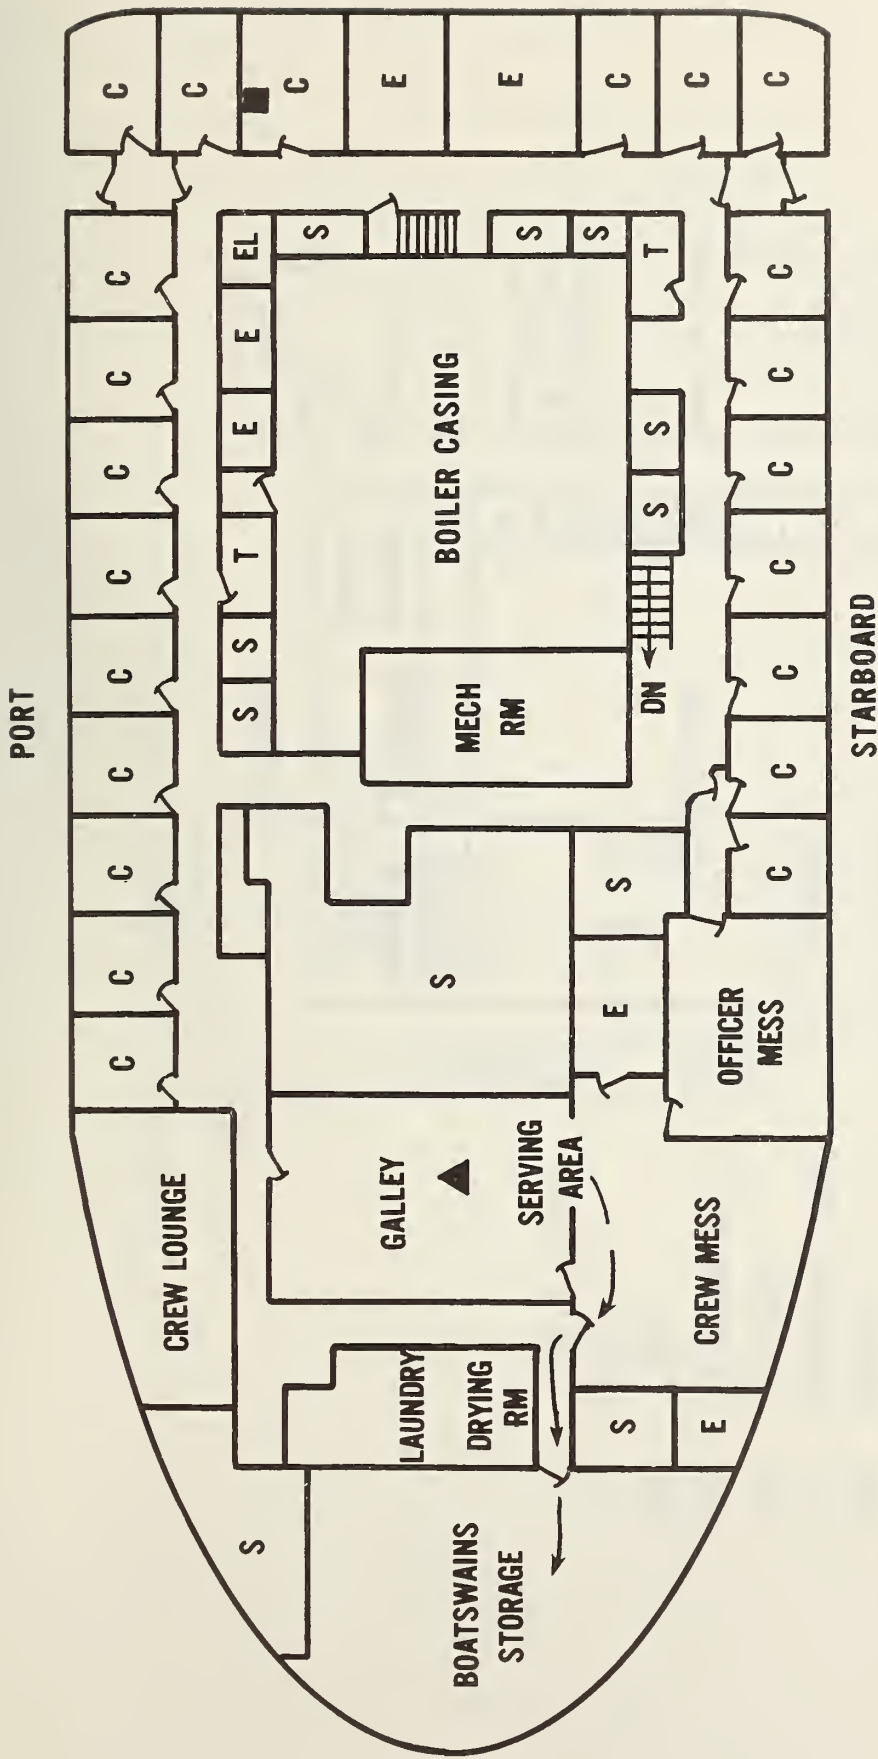 PORT
C
C
C
C
C
C
C
C
C
C
CREW LOUNGE
C
S
S
S
T
E
E
EL
C
S
GALLEY
E
LAUNDRY
S
BOILER CASING
BOATSWAINS
STORAGE
DRYING
RM
MECH
RM
E
SERVING
AREA
S
S
C
S
E
S
DN
S
S
T
C
E
CREW MESS
OFFICER
MESS
C
C
C
C
C
C
C
C
STARBOARD